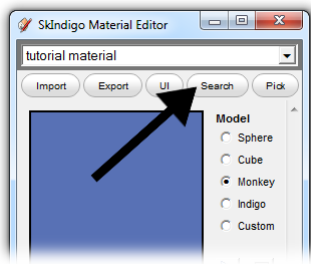 SkIndigo Material Editor
tutorial material
Import Export UI Search Pick
Model
Sphere
Cube
Monkey
Indigo
Custom